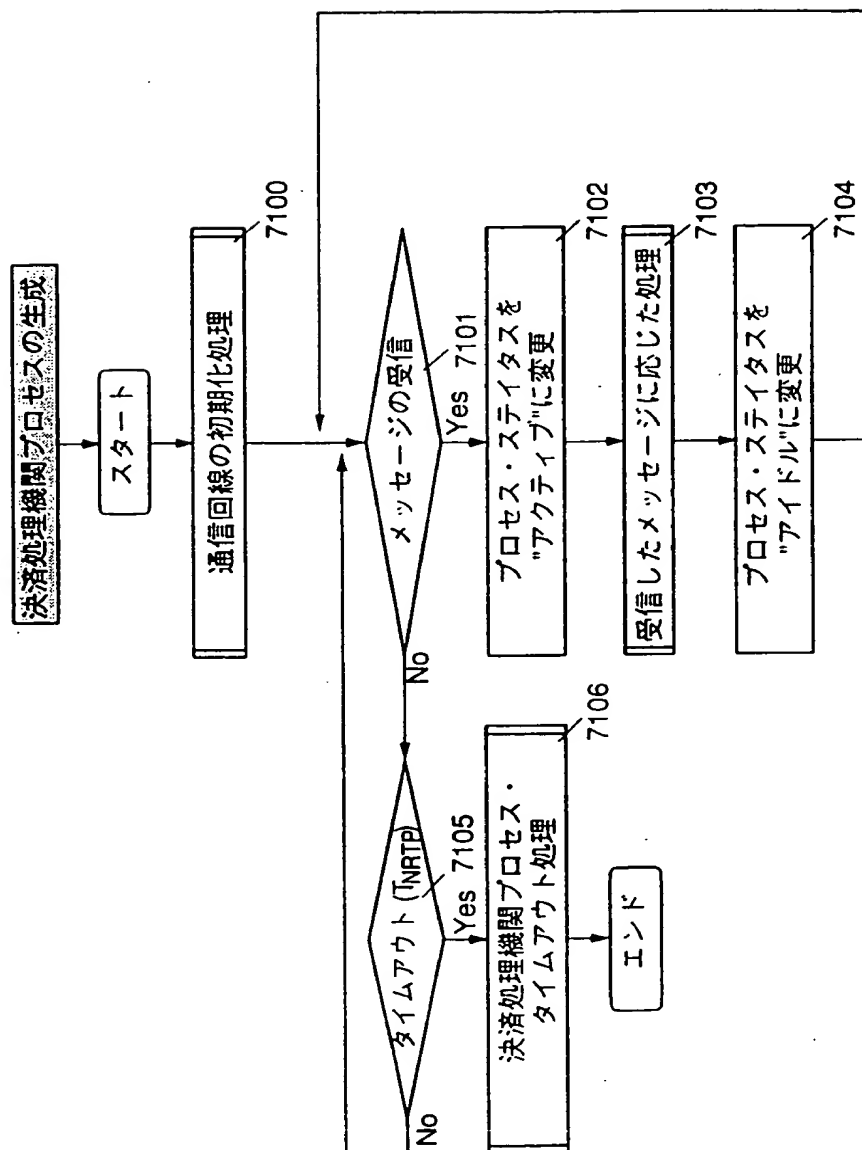 決済処理機関プロセスの生成
スタート
通信回線の初期化処理
7100
メッセージの受信
7101
Yes
No
プロセス・ステイタスを
"アクティブ"に変更
7102
受信したメッセージに応じた処理
7103
プロセス・ステイタスを
"アイドル"に変更
7104
タイムアウト(TNRTP)
7105
Yes
No
決済処理機関プロセス・
タイムアウト処理
7106
エンド